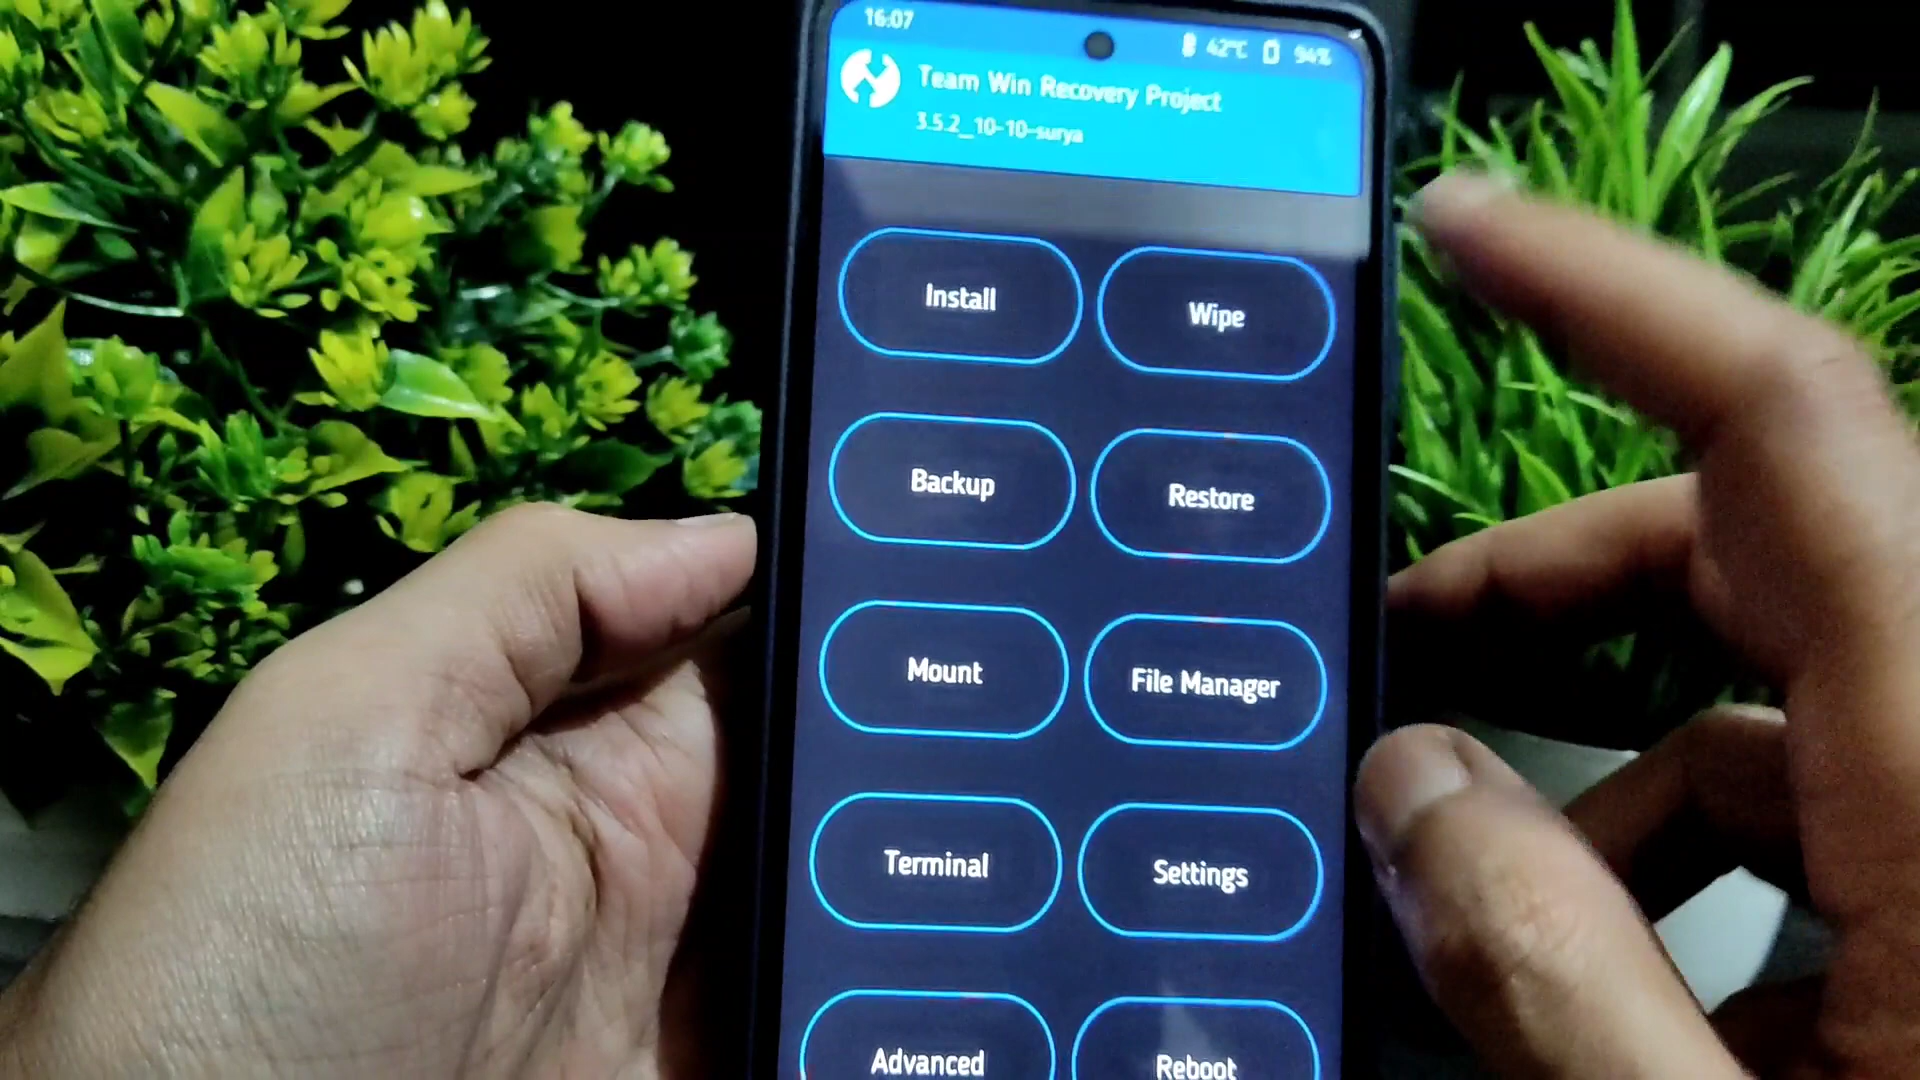 16:07
42°C 94%
Team Win Recovery Project
3.5.2_10-10-surya
Install
Wipe
Backup
Restore
Mount
File Manager
Terminal
Settings
Advanced
Reboot